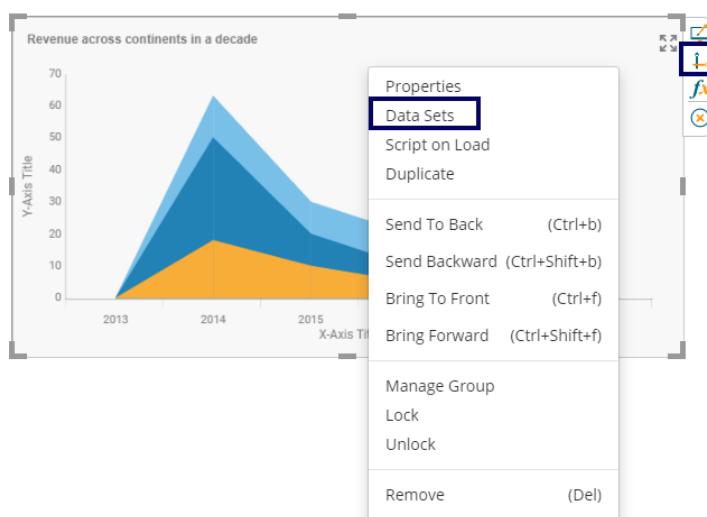 Revenue across continents in a decade
70
60
50
40
30
20
10
0
Y-Axis Title
2013 2014 2015
X-Axis
Properties
Data Sets
Script on Load
Duplicate
Send To Back (Ctrl+b)
Send Backward (Ctrl+Shift+b)
Bring To Front (Ctrl+f)
Bring Forward (Ctrl+Shift+f)
Manage Group
Lock
Unlock
Remove (Del)
fx